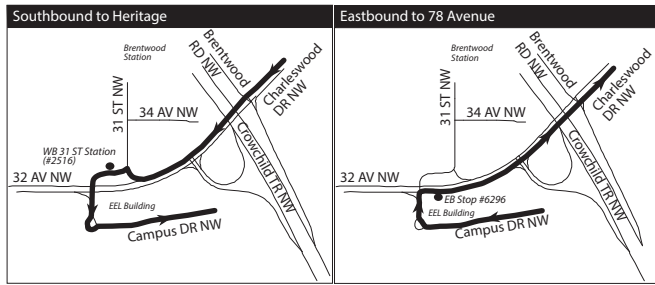 Southbound to Heritage
Brentwood
Station
Brentwood
RD NW
Charleswood
DR NW
31 ST NW
34 AV NW
Crowchild TR NW
WB 31 ST Station
(#2516)
32 AV NW
EEL Building
Campus DR NW
Eastbound to 78 Avenue
Brentwood
Station
Brentwood
RD NW
Charleswood
DR NW
31 ST NW
34 AV NW
Crowchild TR NW
32 AV NW
EB Stop #6296
EEL Building
Campus DR NW